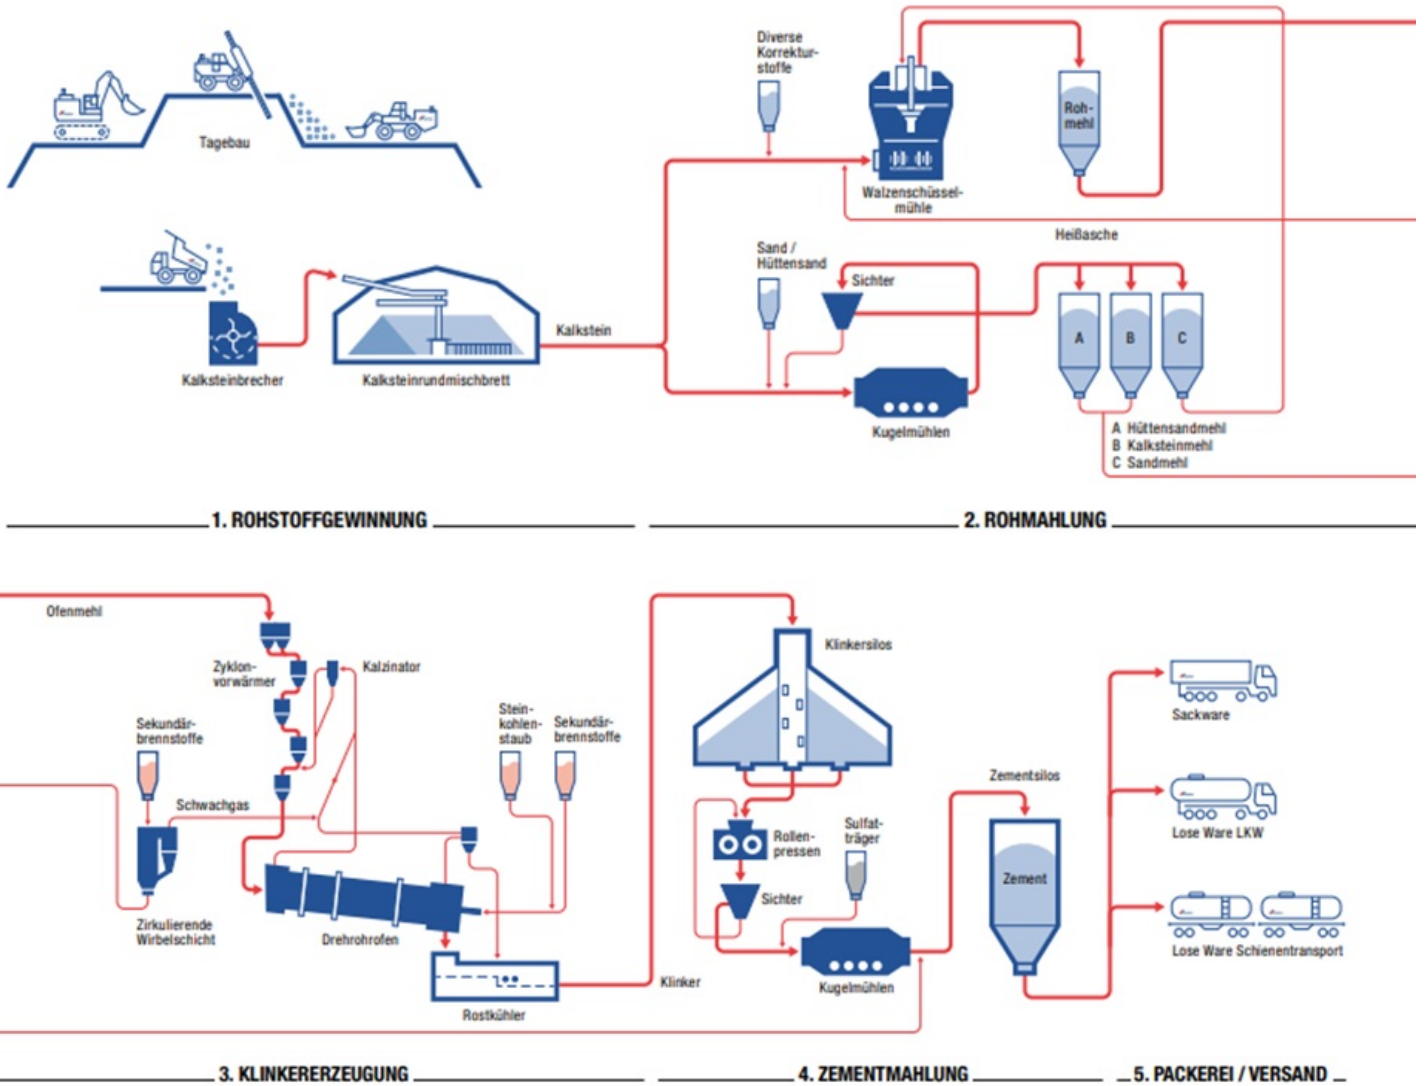 Tagebau
Kalksteinbrecher
Kalksteinrundmischbrett
Kalkstein
Diverse
Korrektur-
stoffe
Walzenschüssel-
mühle
Roh-
mehl
Heißasche
Sand /
Hüttensand
Sichter
Kugelmühlen
A
B
C
A Hüttensandmehl
B Kalksteinmehl
C Sandmehl
1. ROHSTOFFGEWINNUNG
2. ROHMAHLUNG
Ofenmehl
Zyklon-
vorwärmer
Kalzinator
Sekundär-
brennstoffe
Schwachgas
Zirkulierende
Wirbelschicht
Drehrohrofen
Stein-
kohlen-
staub
Sekundär-
brennstoffe
Rostkühler
Klinker
Klinkersilos
Rollen-
pressen
Sichter
Sulfat-
träger
Kugelmühlen
Zementsilos
Zement
Sackware
Lose Ware LKW
Lose Ware Schienentransport
3. KLINKERERZEUGUNG
4. ZEMENTMAHLUNG
5. PACKEREI / VERSAND